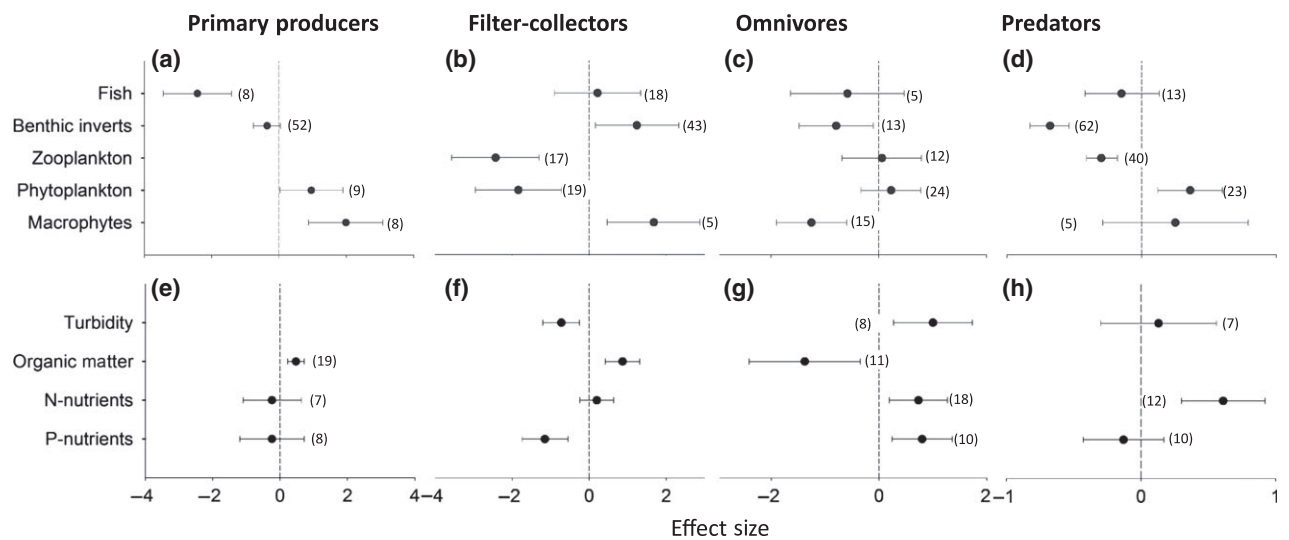 Primary producers Filter-collectors Omnivores Predators
(a) (b) (c) (d)
Fish (8) (18) (5) (13)
Benthic inverts (52) (43) (13) (62)
Zooplankton (17) (12) (40)
Phytoplankton (9) (19) (24) (23)
Macrophytes (8) (5) (15) (5)
(e) (f) (g) (h)
Turbidity (8) (7)
Organic matter (19) (11)
N-nutrients (7) (18) (12)
P-nutrients (8) (10) (10)
−4 −2 0 2 4 −4 −2 0 2 −2 0 2 −1 0 1
Effect size